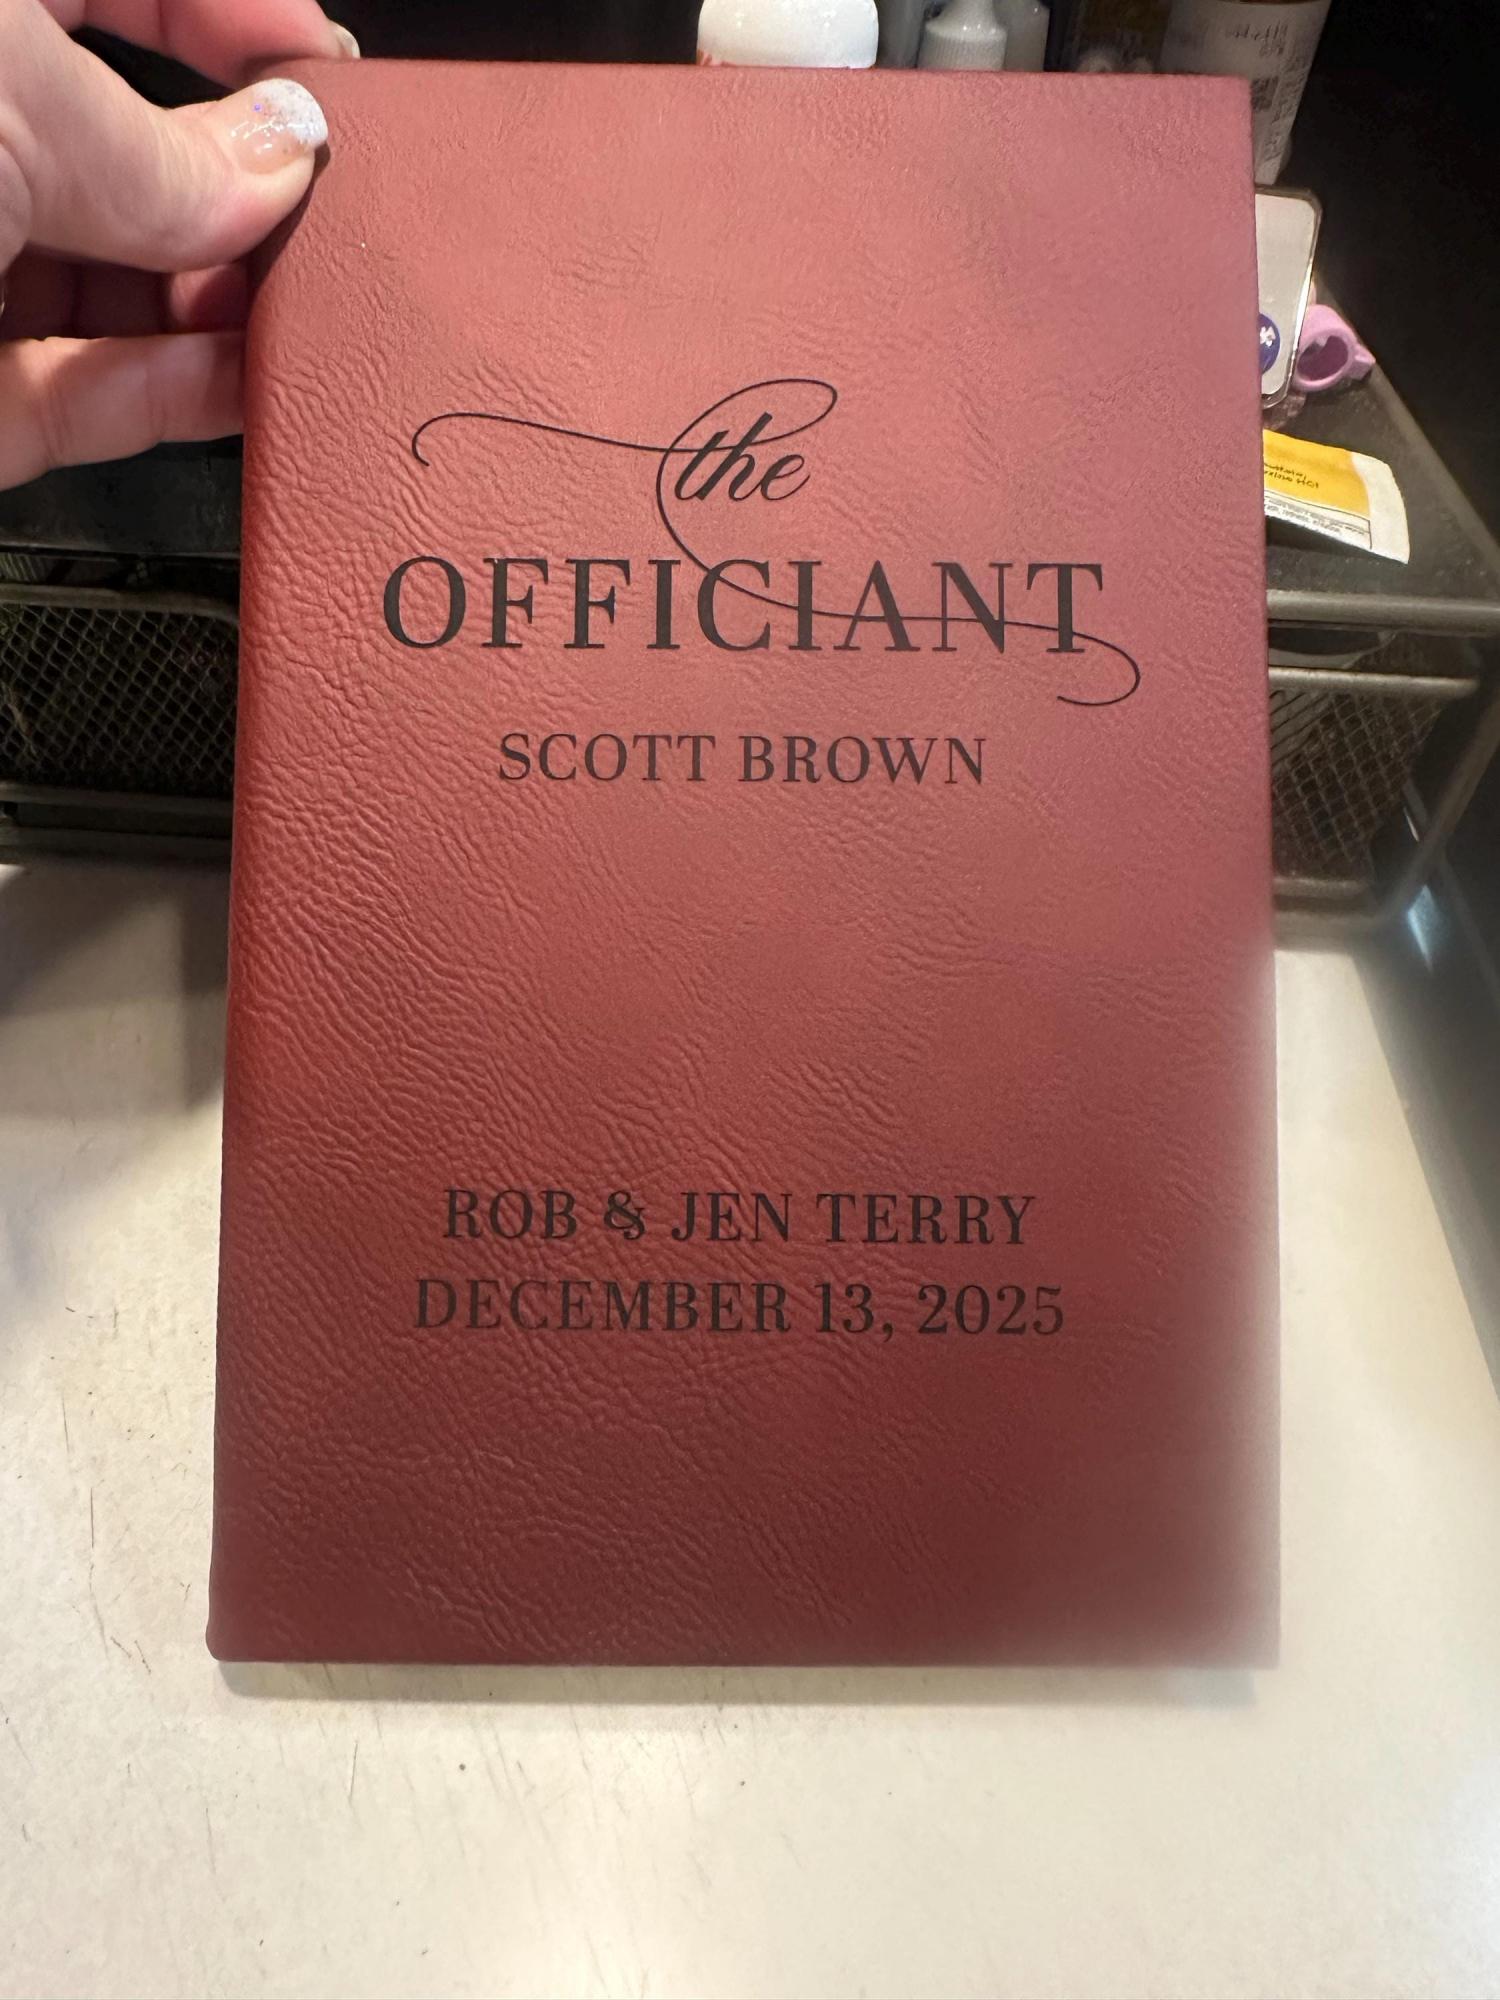 the
OFFICIANT
SCOTT BROWN
ROB & JEN TERRY
DECEMBER 13, 2025